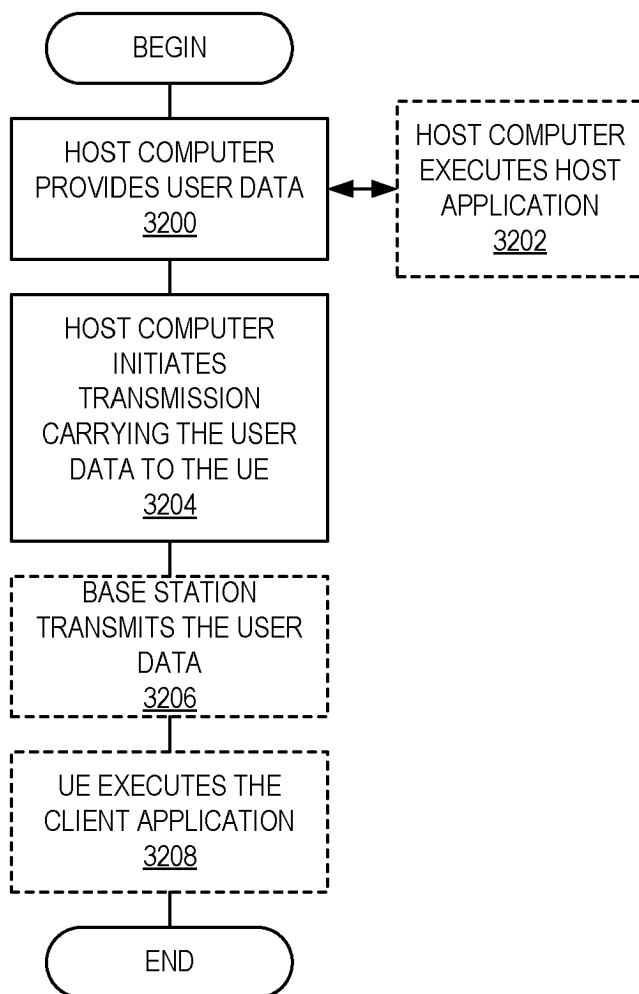 BEGIN
HOST COMPUTER
PROVIDES USER DATA
3200
HOST COMPUTER
EXECUTES HOST
APPLICATION
3202
HOST COMPUTER
INITIATES
TRANSMISSION
CARRYING THE USER
DATA TO THE UE
3204
BASE STATION
TRANSMITS THE USER
DATA
3206
UE EXECUTES THE
CLIENT APPLICATION
3208
END